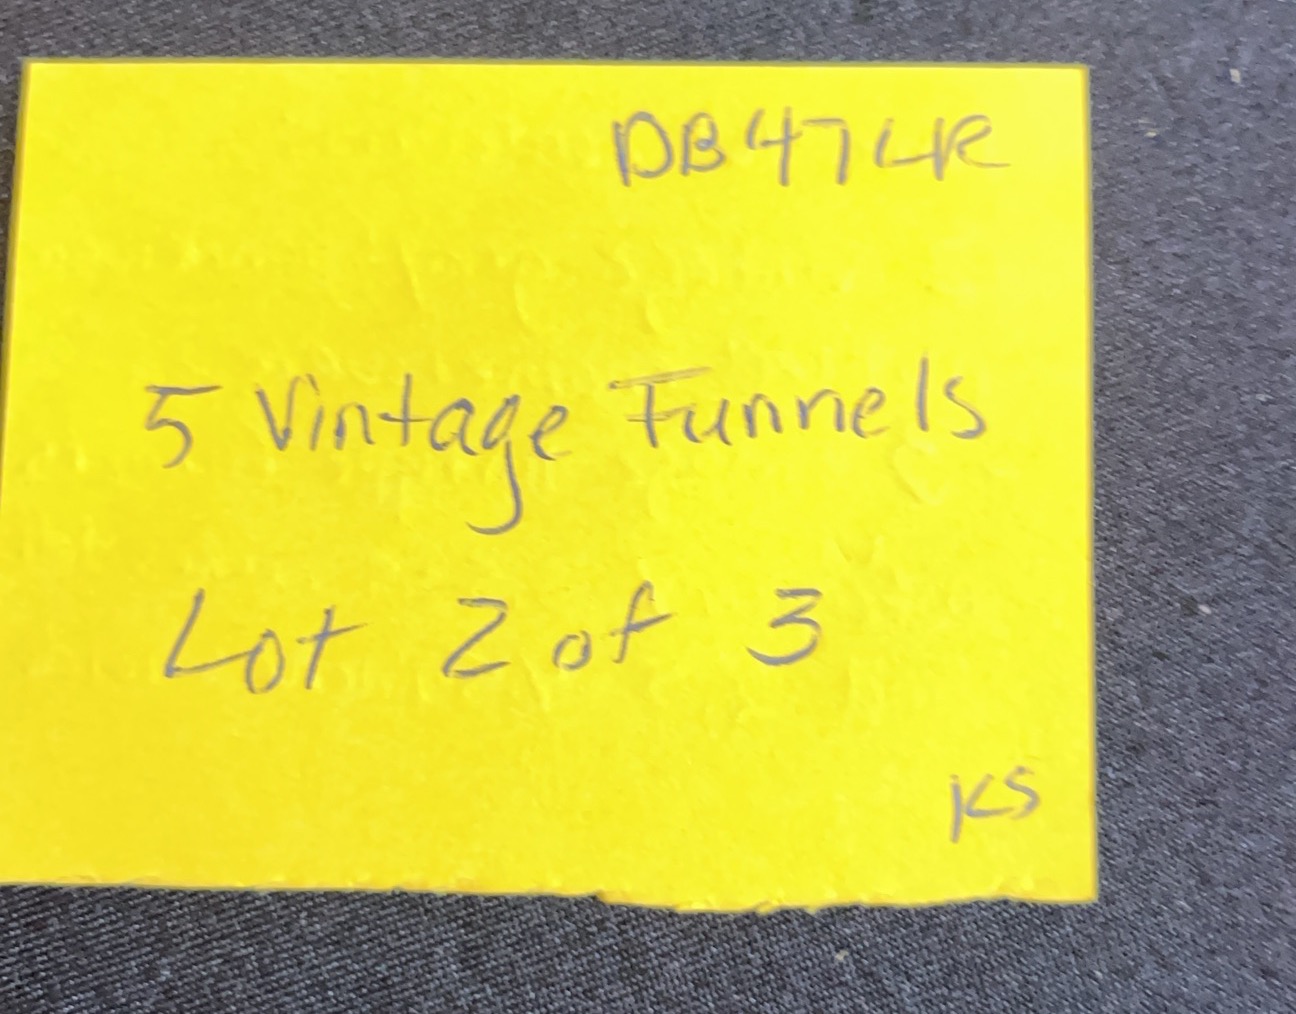 DB47LR
5 Vintage Funnels
Lot 2 of 3
KS